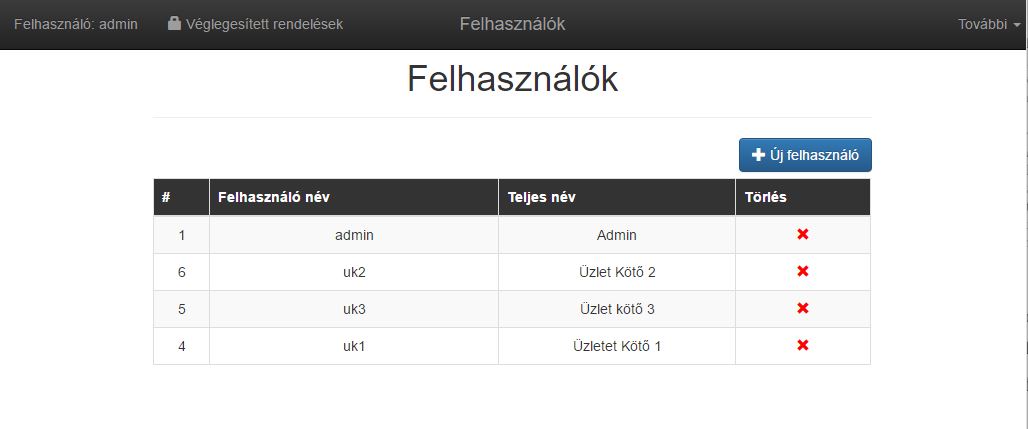 Felhasználó: admin Véglegesített rendelések Felhasználók További
Felhasználók
Új felhasználó
# Felhasználó név Teljes név Törlés
1 admin Admin
6 uk2 Üzlet Kötő 2
5 uk3 Üzlet kötő 3
4 uk1 Üzletet Kötő 1